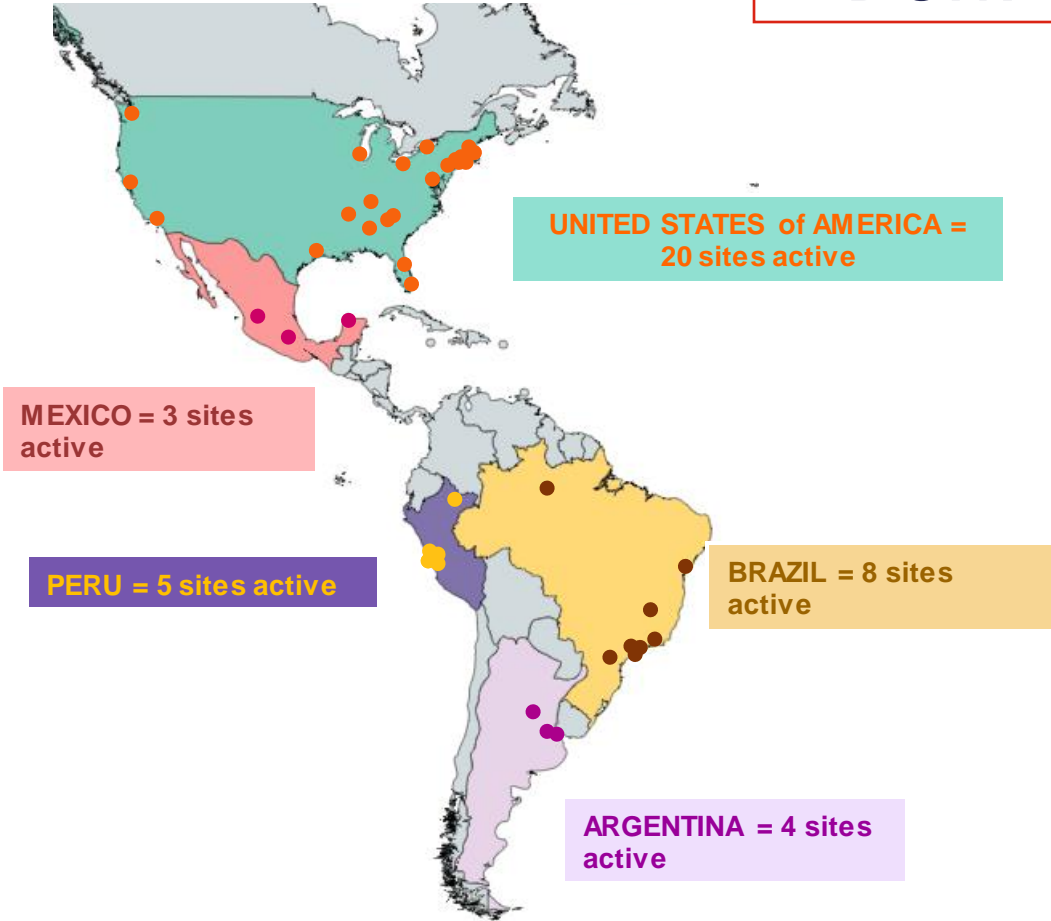 UNITED STATES of AMERICA =
20 sites active
MEXICO = 3 sites
active
PERU = 5 sites active
BRAZIL = 8 sites
active
ARGENTINA = 4 sites
active